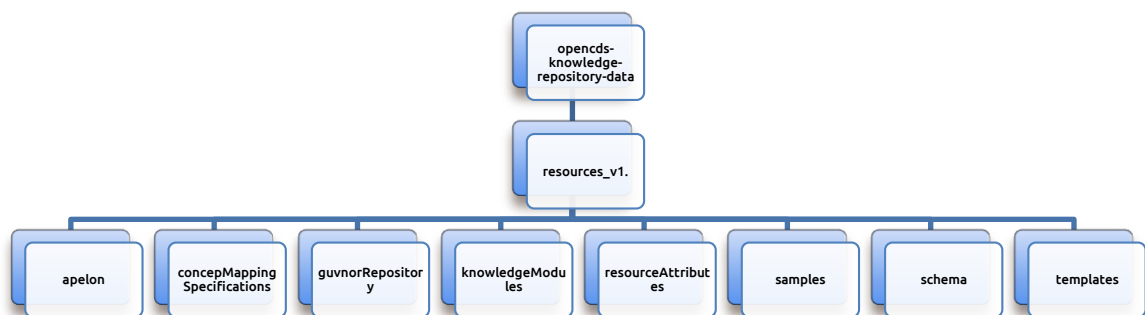 opencds-
knowledge-
repository-data
resources_v1.
apelon
concepMapping
Specifications
guvnorRepositor
y
knowledgeModu
les
resourceAttribut
es
samples
schema
templates